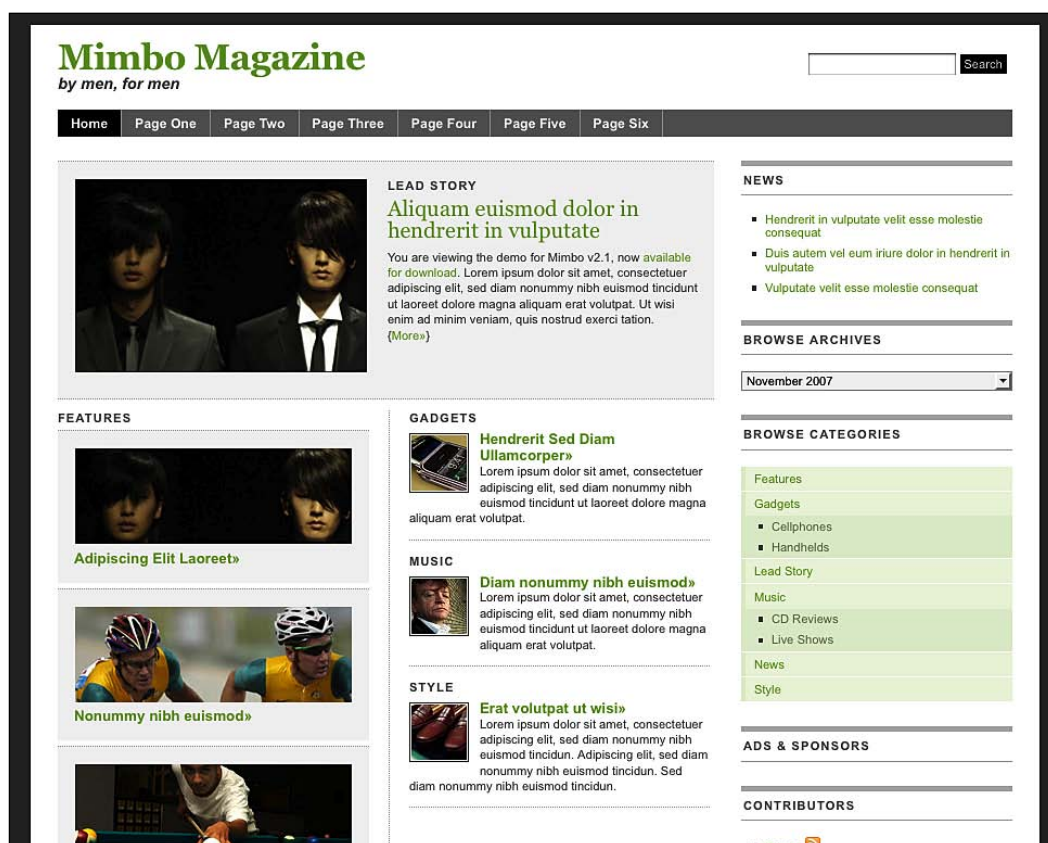 Mimbo Magazine
by men, for men
Search
Home
Page One
Page Two
Page Three
Page Four
Page Five
Page Six
LEAD STORY
Aliquam euismod dolor in
hendrerit in vulputate
You are viewing the demo for Mimbo v2.1, now available
for download. Lorem ipsum dolor sit amet, consectetuer
adipiscing elit, sed diam nonummy nibh euismod tincidunt
ut laoreet dolore magna aliquam erat volutpat. Ut wisi
enim ad minim veniam, quis nostrud exerci tation.
{More»}
FEATURES
Adipiscing Elit Laoreet»
Nonummy nibh euismod»
GADGETS
Hendrerit Sed Diam
Ullamcorper»
Lorem ipsum dolor sit amet, consectetuer
adipiscing elit, sed diam nonummy nibh
euismod tincidunt ut laoreet dolore magna
aliquam erat volutpat.
MUSIC
Diam nonummy nibh euismod»
Lorem ipsum dolor sit amet, consectetuer
adipiscing elit, sed diam nonummy nibh
euismod tincidunt ut laoreet dolore magna
aliquam erat volutpat.
STYLE
Erat volutpat ut wisi»
Lorem ipsum dolor sit amet, consectetuer
adipiscing elit, sed diam nonummy nibh
euismod tincidun. Adipiscing elit, sed diam
nonummy nibh euismod tincidun. Sed
diam nonummy nibh euismod tincidun.
NEWS
Hendrerit in vulputate velit esse molestie
consequat
Duis autem vel eum iriure dolor in hendrerit in
vulputate
Vulputate velit esse molestie consequat
BROWSE ARCHIVES
November 2007
BROWSE CATEGORIES
Features
Gadgets
Cellphones
Handhelds
Lead Story
Music
CD Reviews
Live Shows
News
Style
ADS & SPONSORS
CONTRIBUTORS